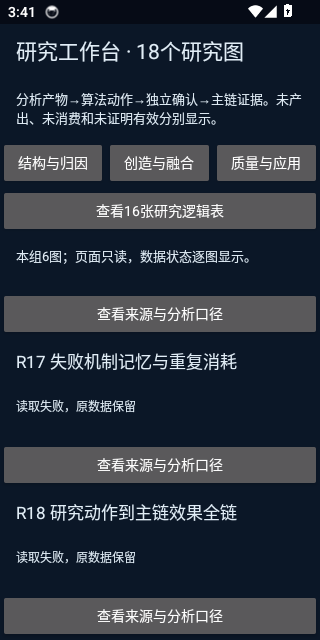 3:41
研究工作台 · 18个研究图
分析产物→算法动作→独立确认→主链证据。未产
出、未消费和未证明有效分别显示。
结构与归因
创造与融合
质量与应用
查看16张研究逻辑表
本组6图；页面只读，数据状态逐图显示。
查看来源与分析口径
R17 失败机制记忆与重复消耗
读取失败，原数据保留
查看来源与分析口径
R18 研究动作到主链效果全链
读取失败，原数据保留
查看来源与分析口径